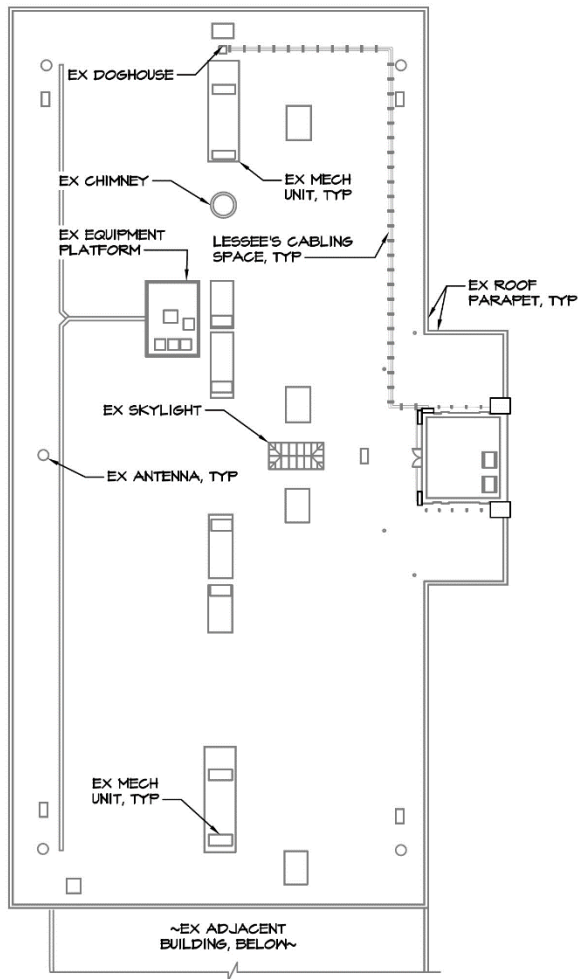 EX DOGHOUSE
EX CHIMNEY
EX MECH
UNIT, TYP
EX EQUIPMENT
PLATFORM
LESSEE'S CABLING
SPACE, TYP
EX ROOF
PARAPET, TYP
EX SKYLIGHT
EX ANTENNA, TYP
EX MECH
UNIT, TYP
~EX ADJACENT
BUILDING, BELOW~